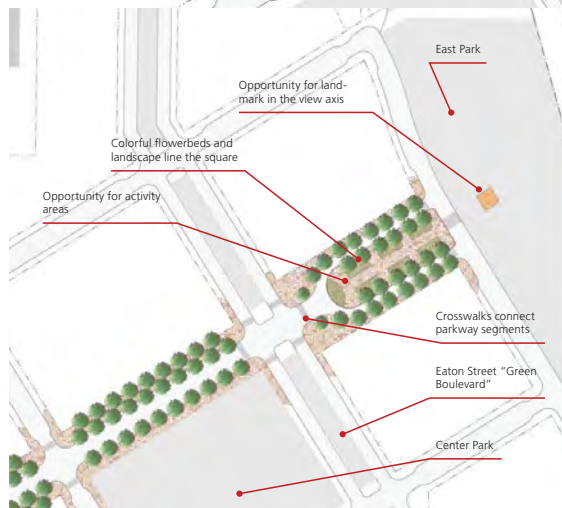 East Park
Opportunity for land-
mark in the view axis
Colorful flowerbeds and
landscape line the square
Opportunity for activity
areas
Crosswalks connect
parkway segments
Eaton Street “Green
Boulevard”
Center Park